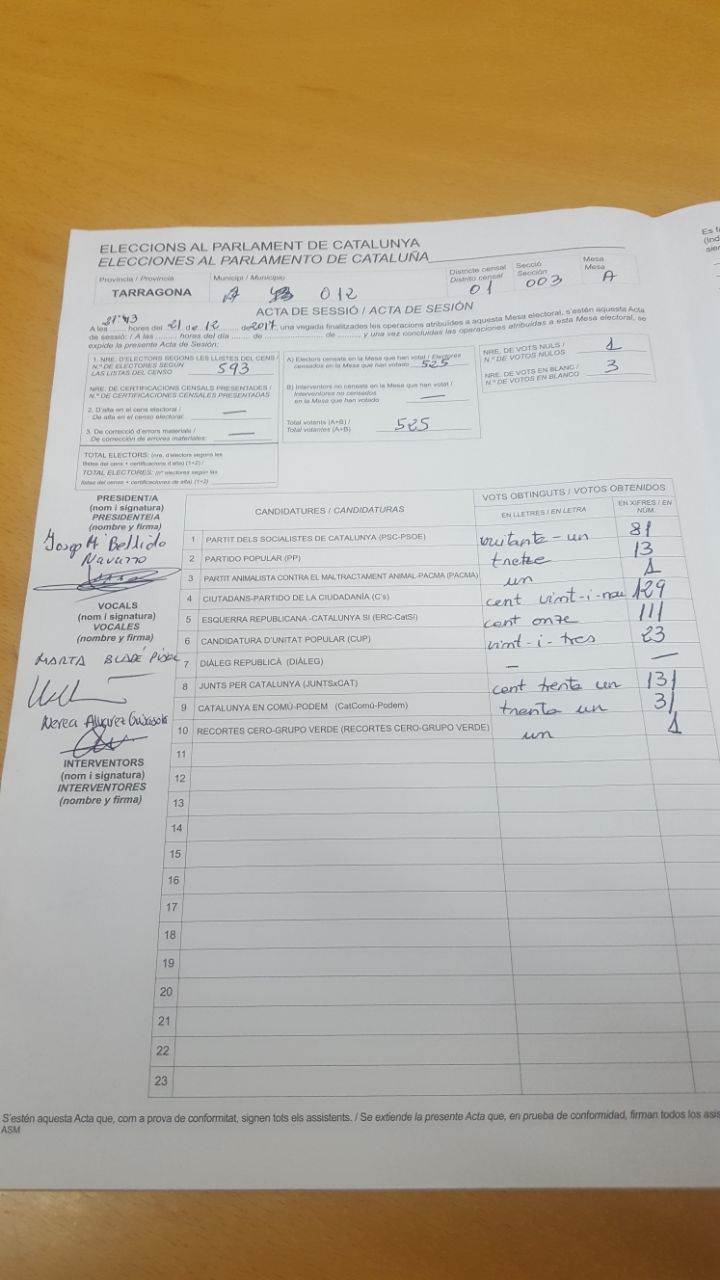 ELECCIONS AL PARLAMENT DE CATALUNYA
ELECCIONES AL PARLAMENTO DE CATALUÑA
Província / Provincia
TARRAGONA
Municipi / Municipio
012
Districte censal
Distrito censal
01
Secció
Sección
003
Mesa
Mesa
A
ACTA DE SESSIÓ / ACTA DE SESIÓN
A les 21'43 hores del 21 de 12 de 2017 una vegada finalitzades les operacions atribuïdes a aquesta Mesa electoral, s'estén aquesta Acta
de sessió: / A las ........ horas del día ........ de ........ de ........ y una vez concluidas las operaciones atribuidas a esta Mesa electoral, se
expide la presente Acta de Sesión:
1. NRE. D'ELECTORS SEGONS LES LLISTES DEL CENS /
N.º DE ELECTORES SEGÚN
LAS LISTAS DEL CENSO
593
NRE. DE CERTIFICACIONS CENSALS PRESENTADES /
N.º DE CERTIFICACIONES CENSALES PRESENTADAS
2. D'alta en el cens electoral /
De alta en el censo electoral: —
3. De correcció d'errors materials /
De corrección de errores materiales: —
TOTAL ELECTORS: (nre. d'electors segons les
llistes del cens + certificacions d'alta) (1+2) /
TOTAL ELECTORES: (nº electores según las
listas del censo + certificaciones de alta) (1+2)
A) Electors censats en la Mesa que han votat / Electores
censados en la Mesa que han votado 525
B) Interventors no censats en la Mesa que han votat /
Interventores no censados
en la Mesa que han votado —
Total votants (A+B) /
Total votantes (A+B) 525
NRE. DE VOTS NULS /
N.º DE VOTOS NULOS 1
NRE. DE VOTS EN BLANC /
N.º DE VOTOS EN BLANCO 3
PRESIDENT/A
(nom i signatura)
PRESIDENTE/A
(nombre y firma)
Josep M Bellido
Navarro
VOCALS
(nom i signatura)
VOCALES
(nombre y firma)
MARTA
Nerea Alvarez
INTERVENTORS
(nom i signatura)
INTERVENTORES
(nombre y firma)
CANDIDATURES / CANDIDATURAS
VOTS OBTINGUTS / VOTOS OBTENIDOS
EN LLETRES / EN LETRA
EN XIFRES / EN NÚM.
1 PARTIT DELS SOCIALISTES DE CATALUNYA (PSC-PSOE) vuitanta-un 81
2 PARTIDO POPULAR (PP) tretze 13
3 PARTIT ANIMALISTA CONTRA EL MALTRACTAMENT ANIMAL-PACMA (PACMA) un 1
4 CIUTADANS-PARTIDO DE LA CIUDADANÍA (C's) cent vint-i-nou 129
5 ESQUERRA REPUBLICANA -CATALUNYA SÍ (ERC-CatSí) cent onze 111
6 CANDIDATURA D'UNITAT POPULAR (CUP) vint-i-tres 23
7 DIÀLEG REPUBLICÀ (DIÀLEG) — —
8 JUNTS PER CATALUNYA (JUNTSxCAT) cent trenta un 131
9 CATALUNYA EN COMÚ-PODEM (CatComú-Podem) trenta un 31
10 RECORTES CERO-GRUPO VERDE (RECORTES CERO-GRUPO VERDE) un 1
11
12
13
14
15
16
17
18
19
20
21
22
23
S'estén aquesta Acta que, com a prova de conformitat, signen tots els assistents. / Se extiende la presente Acta que, en prueba de conformidad, firman todos los asis
ASM
Es f
(Ind
sier